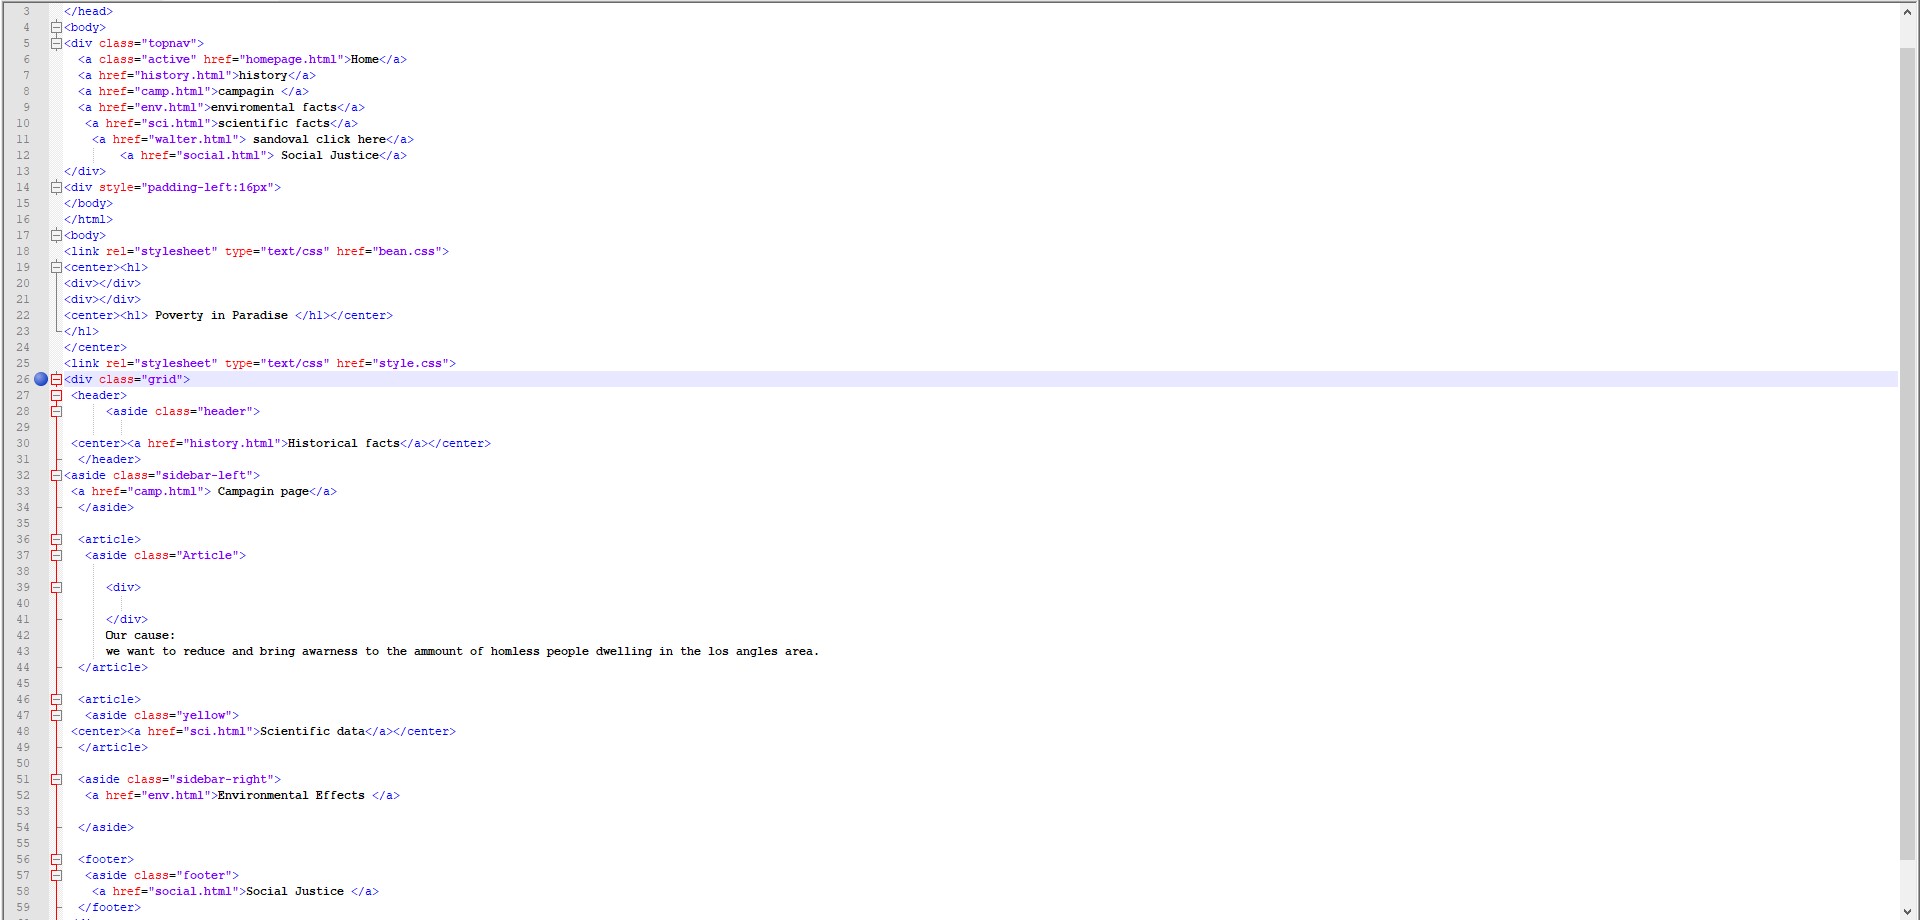 3 </head>
4 <body>
5 <div class="topnav">
6 <a class="active" href="homepage.html">Home</a>
7 <a href="history.html">history</a>
8 <a href="camp.html">campagin </a>
9 <a href="env.html">enviromental facts</a>
10 <a href="sci.html">scientific facts</a>
11 <a href="walter.html"> sandoval click here</a>
12 <a href="social.html"> Social Justice</a>
13 </div>
14 <div style="padding-left:16px">
15 </body>
16 </html>
17 <body>
18 <link rel="stylesheet" type="text/css" href="bean.css">
19 <center><h1>
20 <div></div>
21 <div></div>
22 <center><h1> Poverty in Paradise </h1></center>
23 </h1>
24 </center>
25 <link rel="stylesheet" type="text/css" href="style.css">
26 <div class="grid">
27 <header>
28 <aside class="header">
29
30 <center><a href="history.html">Historical facts</a></center>
31 </header>
32 <aside class="sidebar-left">
33 <a href="camp.html"> Campagin page</a>
34 </aside>
35
36 <article>
37 <aside class="Article">
38
39 <div>
40
41 </div>
42 Our cause:
43 we want to reduce and bring awarness to the ammount of homless people dwelling in the los angles area.
44 </article>
45
46 <article>
47 <aside class="yellow">
48 <center><a href="sci.html">Scientific data</a></center>
49 </article>
50
51 <aside class="sidebar-right">
52 <a href="env.html">Environmental Effects </a>
53
54 </aside>
55
56 <footer>
57 <aside class="footer">
58 <a href="social.html">Social Justice </a>
59 </footer>